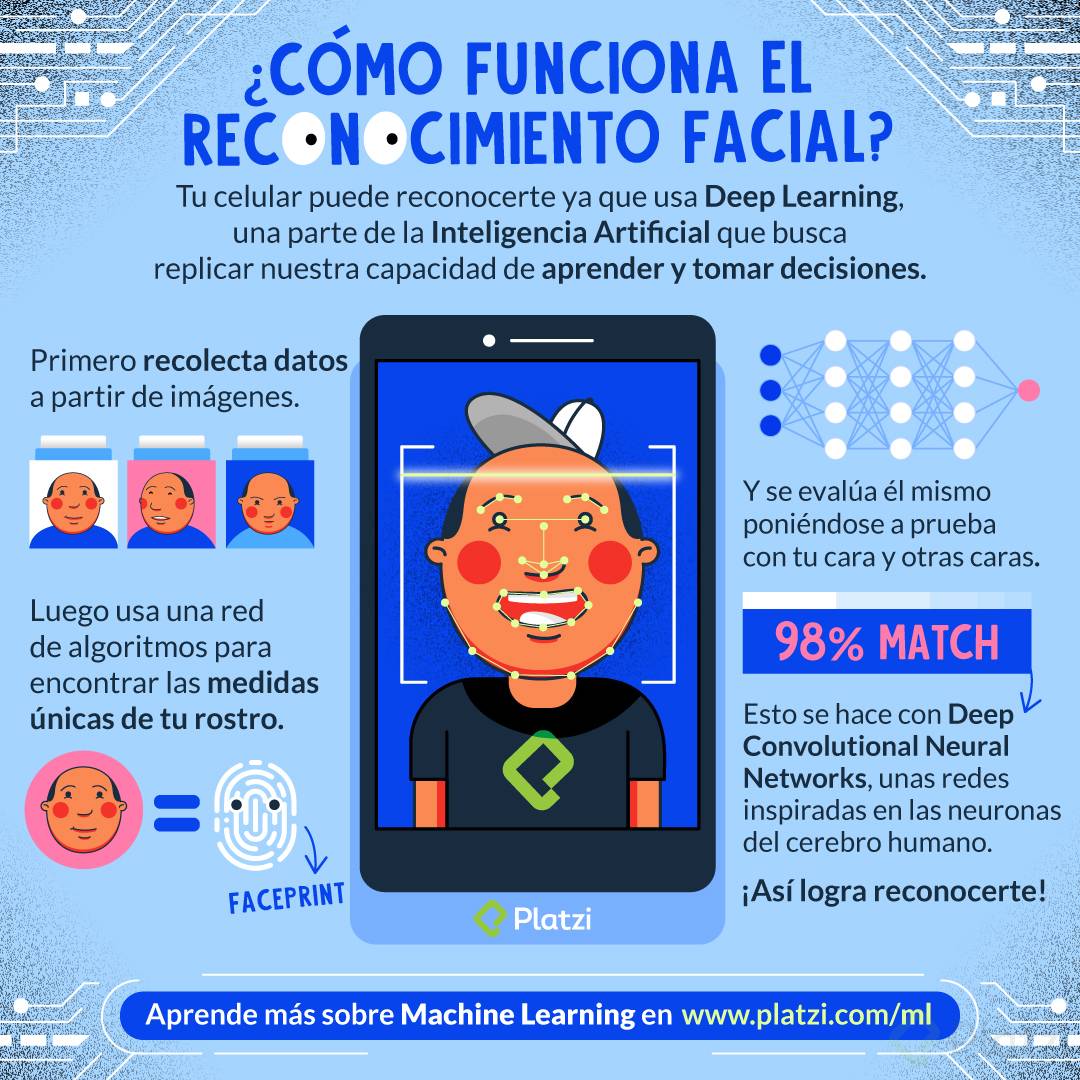 ¿CÓMO FUNCIONA EL
RECONOCIMIENTO FACIAL?
Tu celular puede reconocerte ya que usa Deep Learning,
una parte de la Inteligencia Artificial que busca
replicar nuestra capacidad de aprender y tomar decisiones.
Primero recolecta datos
a partir de imágenes.
Luego usa una red
de algoritmos para
encontrar las medidas
únicas de tu rostro.
FACEPRINT
Y se evalúa él mismo
poniéndose a prueba
con tu cara y otras caras.
98% MATCH
Esto se hace con Deep
Convolutional Neural
Networks, unas redes
inspiradas en las neuronas
del cerebro humano.
¡Así logra reconocerte!
Platzi
Aprende más sobre Machine Learning en www.platzi.com/ml